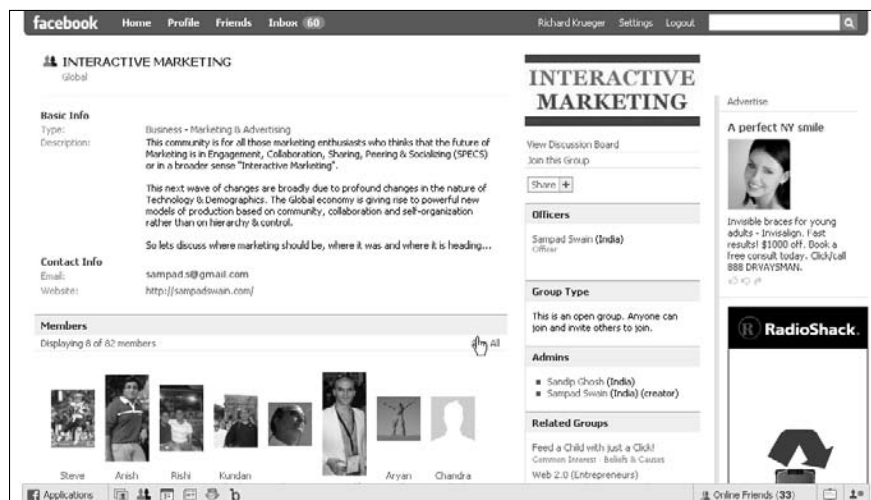 facebook Home Profile Friends Inbox 60 Richard Krueger Settings Logout
INTERACTIVE MARKETING
Global
Basic Info
Type: Business - Marketing & Advertising
Description: This community is for all those marketing enthusiasts who thinks that the future of
Marketing is in Engagement, Collaboration, Sharing, Peering & Socializing (SPECS)
or in a broader sense "Interactive Marketing".
This next wave of changes are broadly due to profound changes in the nature of
Technology & Demographics. The Global economy is giving rise to powerful new
models of production based on community, collaboration and self-organization
rather than on hierarchy & control.
So lets discuss where marketing should be, where it was and where it is heading...
Contact Info
Email: sampad.s@gmail.com
Website: http://sampadswain.com/
Members
Displaying 8 of 82 members All
Steve Anish Rishi Kundan Aryan Chandra
INTERACTIVE
MARKETING
View Discussion Board
Join this Group
Share +
Officers
Sampad Swain (India)
Officer
Group Type
This is an open group. Anyone can
join and invite others to join.
Admins
Sandip Ghosh (India)
Sampad Swain (India) (creator)
Related Groups
Feed a Child with just a Click!
Common Interest - Beliefs & Causes
Web 2.0 (Entrepreneurs)
Advertise
A perfect NY smile
Invisible braces for young
adults - Invisalign. Fast
results! $1000 off. Book a
free consult today. Click/call
888 DRVAYSMAN.
R RadioShack.
Applications
Online Friends (33)